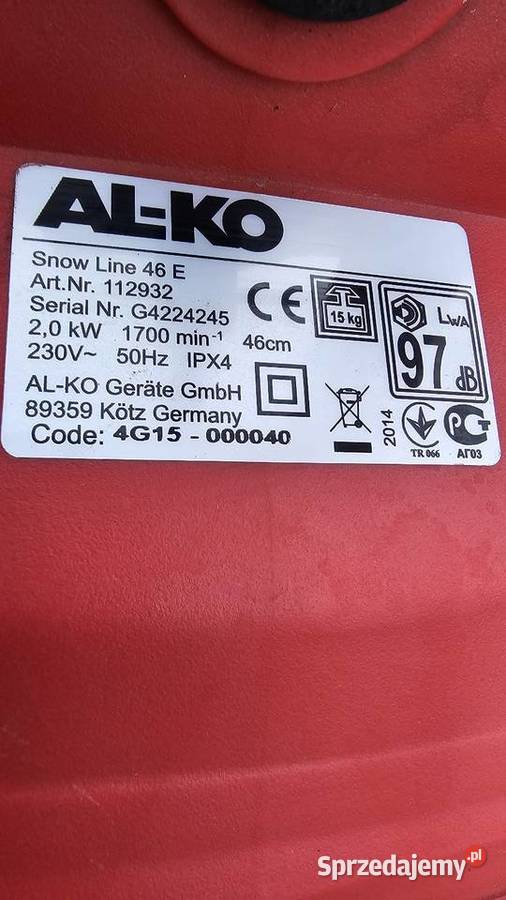 AL-KO
Snow Line 46 E
Art.Nr. 112932
Serial Nr. G4224245
2,0 kW 1700 min-1 46cm
230V~ 50Hz IPX4
AL-KO Geräte GmbH
89359 Kötz Germany
Code: 4G15 - 000040
CE
15 kg
LWA
97 dB
2014
TR 066
РСТ
АГ03
Sprzedajemy.pl